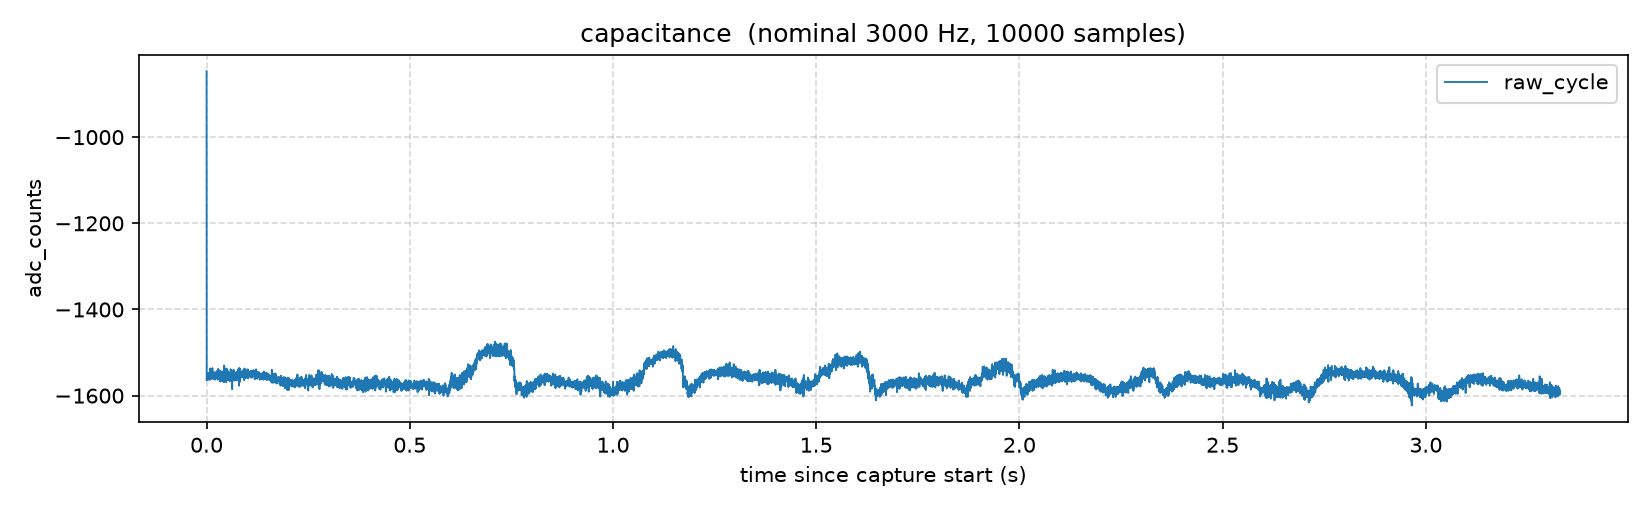 capacitance  (nominal 3000 Hz, 10000 samples)
raw_cycle
adc_counts
−1000
−1200
−1400
−1600
0.0 0.5 1.0 1.5 2.0 2.5 3.0
time since capture start (s)